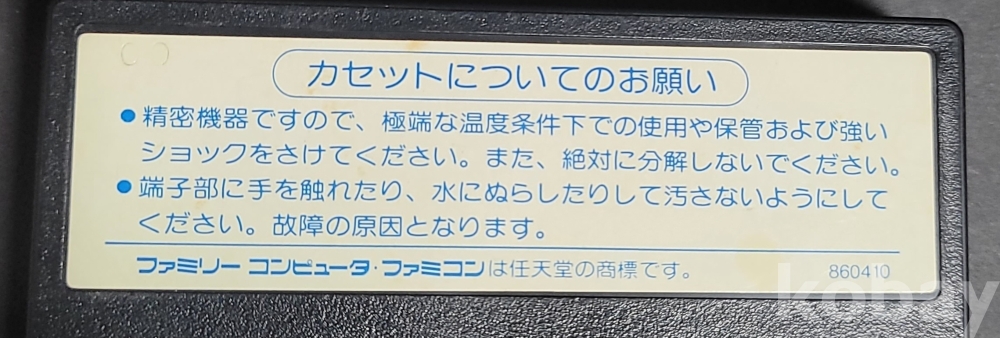 カセットについてのお願い
●精密機器ですので、極端な温度条件下での使用や保管および強い
ショックをさけてください。また、絶対に分解しないでください。
●端子部に手を触れたり、水にぬらしたりして汚さないようにして
ください。故障の原因となります。
ファミリー コンピュータ・ファミコンは任天堂の商標です。 860410
kobay